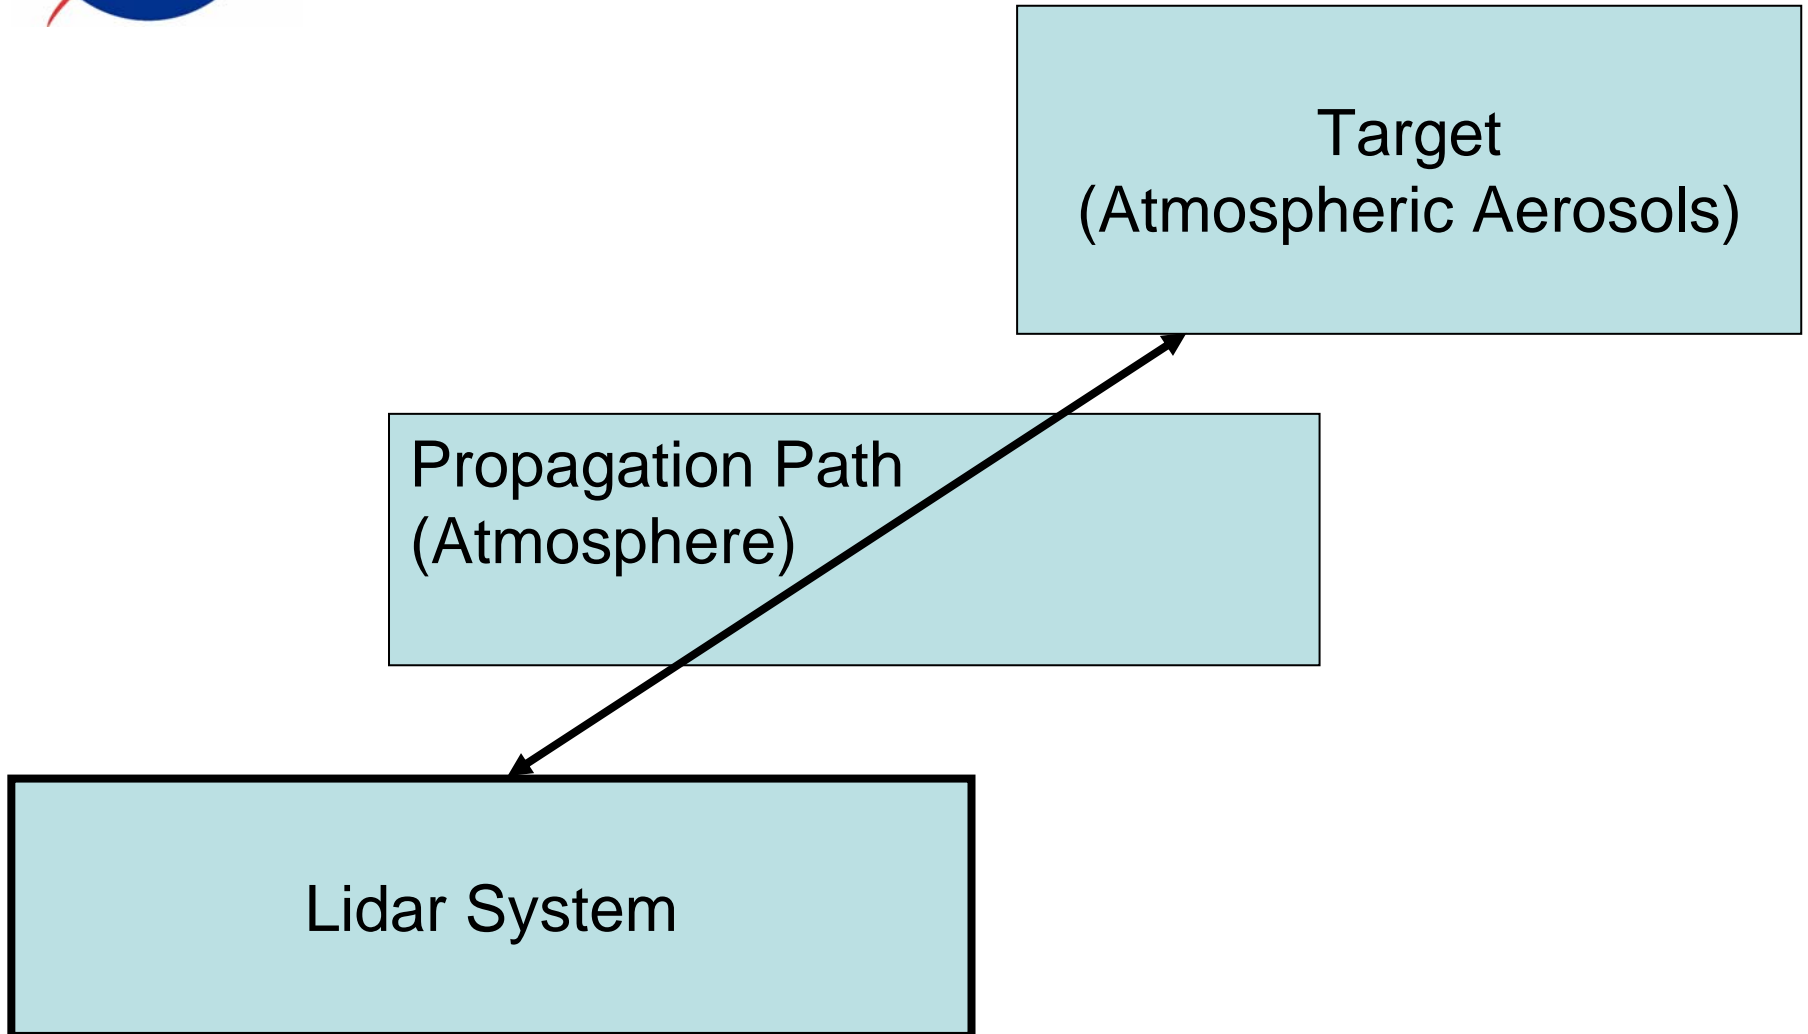 Target
(Atmospheric Aerosols)
Propagation Path
(Atmosphere)
Lidar System